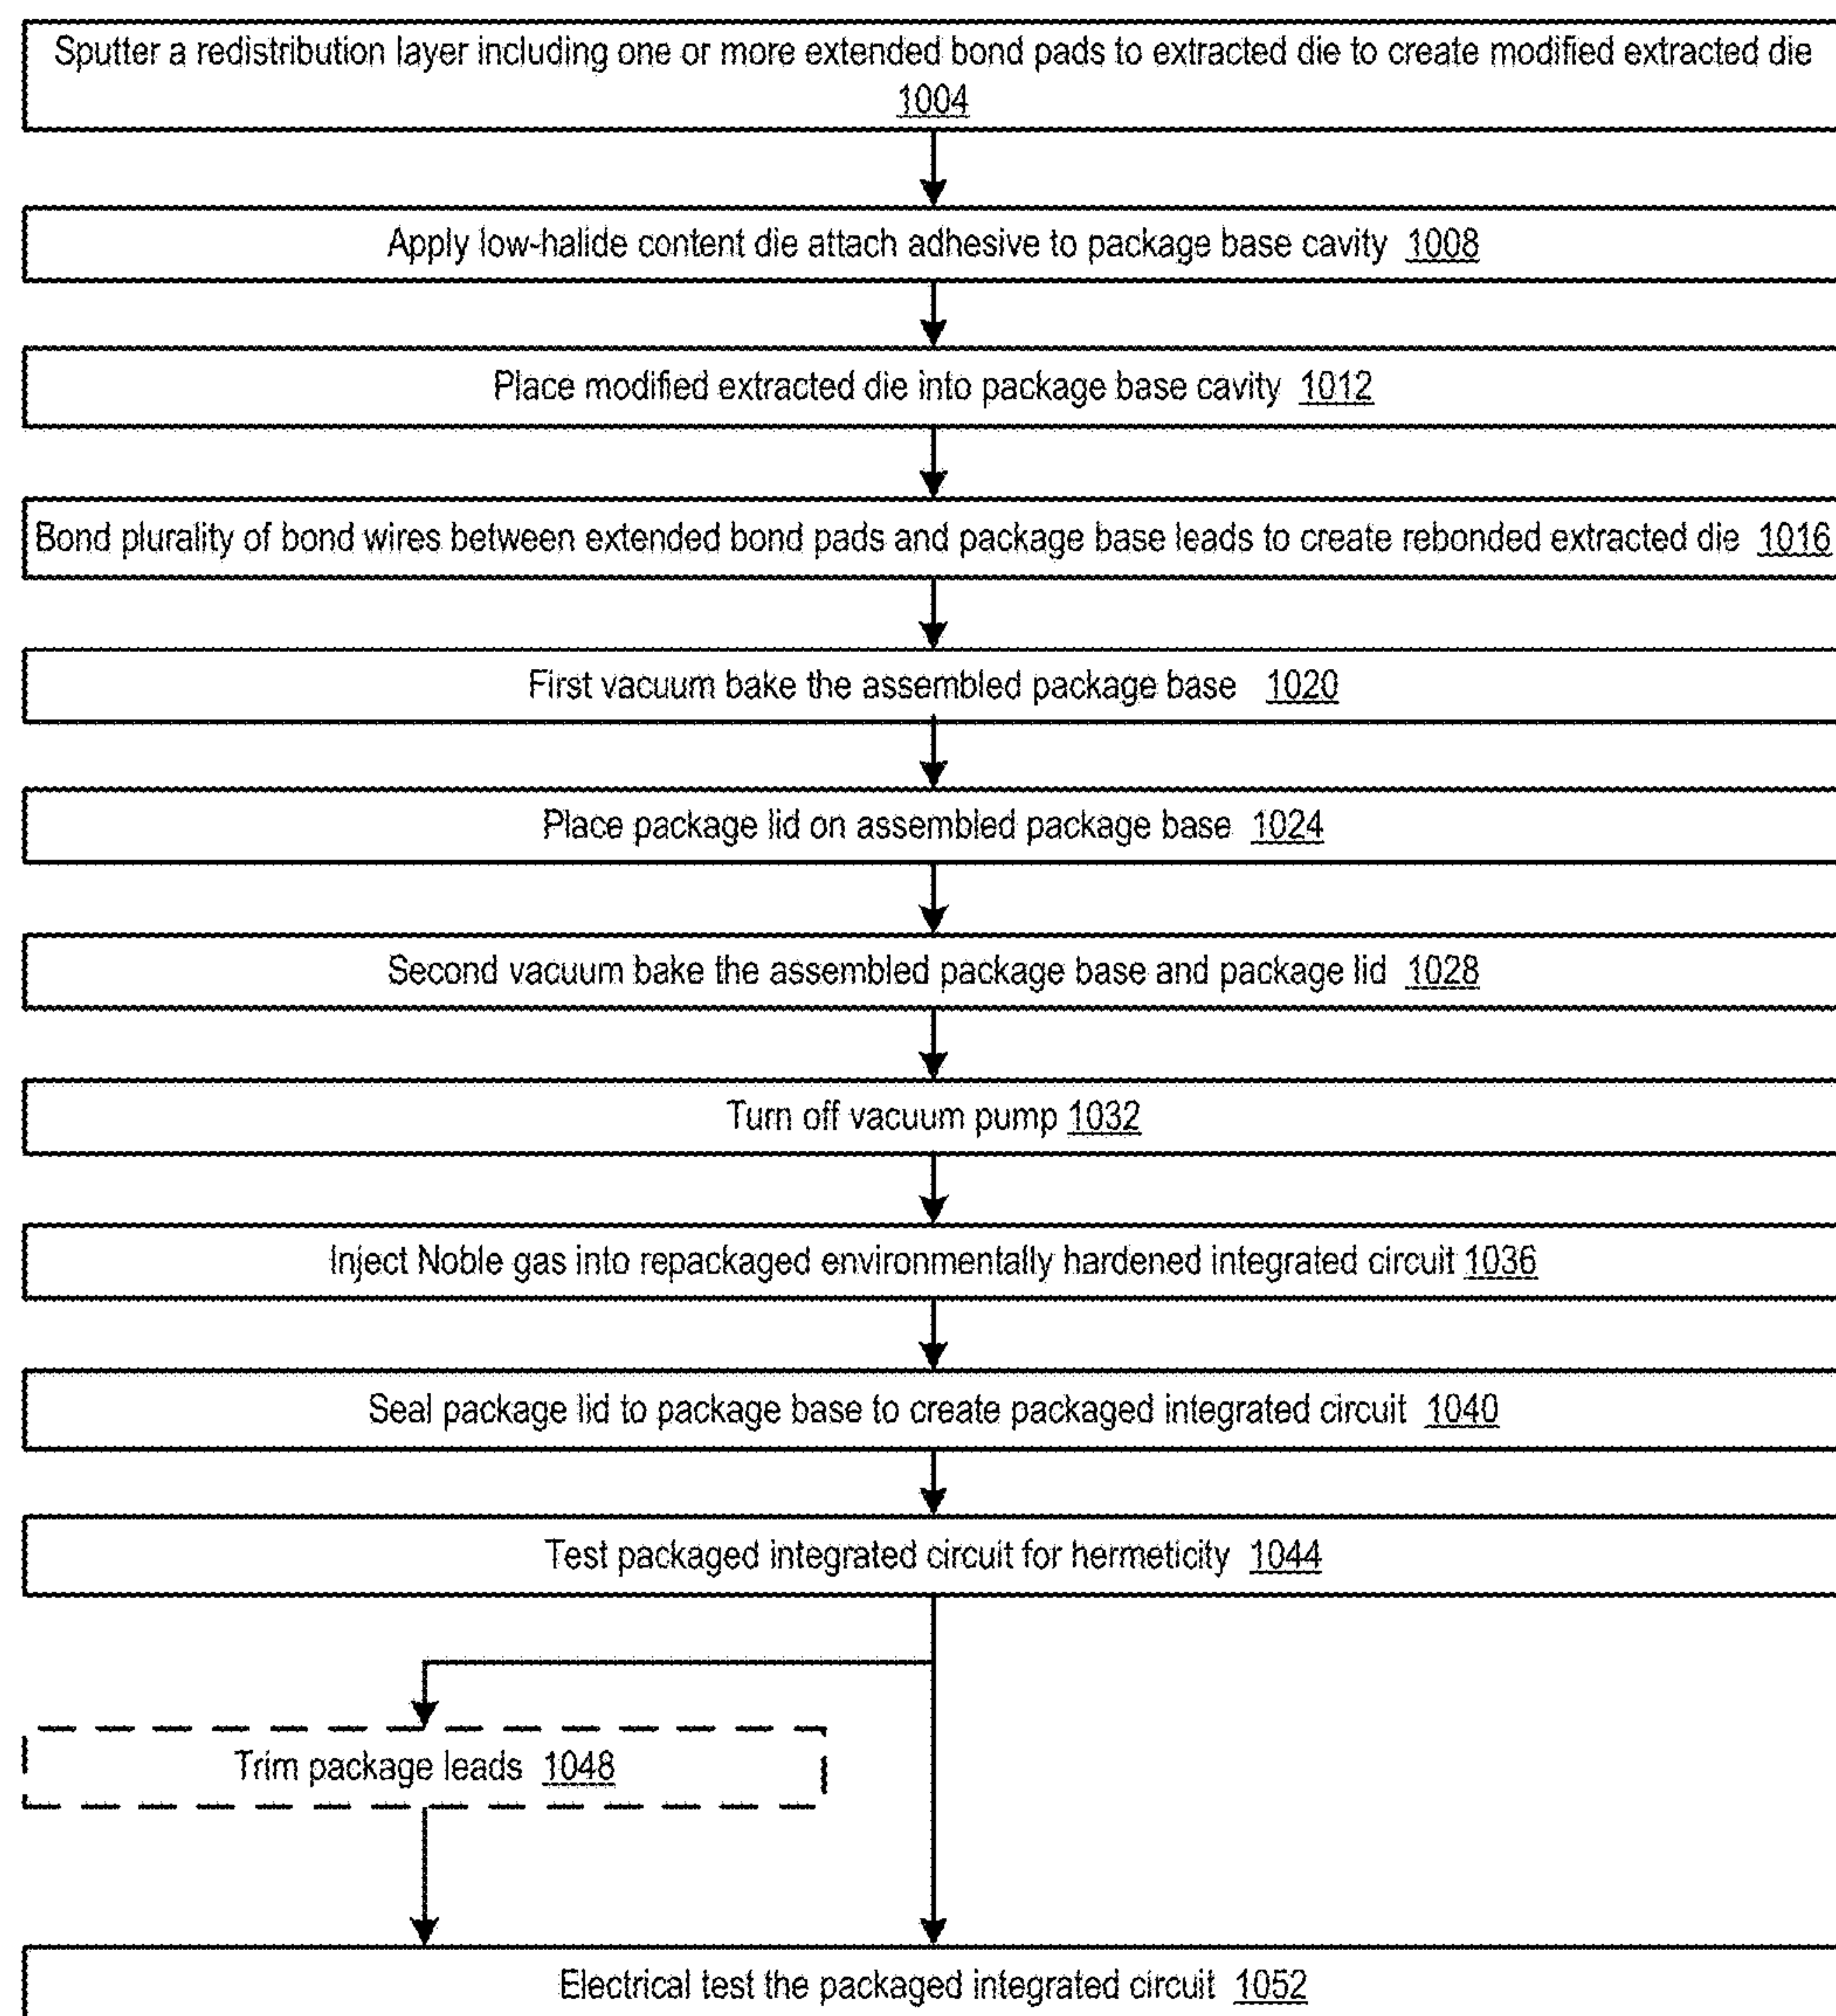 Sputter a redistribution layer including one or more extended bond pads to extracted die to create modified extracted die
1004
Apply low-halide content die attach adhesive to package base cavity 1008
Place modified extracted die into package base cavity 1012
Bond plurality of bond wires between extended bond pads and package base leads to create rebonded extracted die 1016
First vacuum bake the assembled package base 1020
Place package lid on assembled package base 1024
Second vacuum bake the assembled package base and package lid 1028
Turn off vacuum pump 1032
Inject Noble gas into repackaged environmentally hardened integrated circuit 1036
Seal package lid to package base to create packaged integrated circuit 1040
Test packaged integrated circuit for hermeticity 1044
Trim package leads 1048
Electrical test the packaged integrated circuit 1052